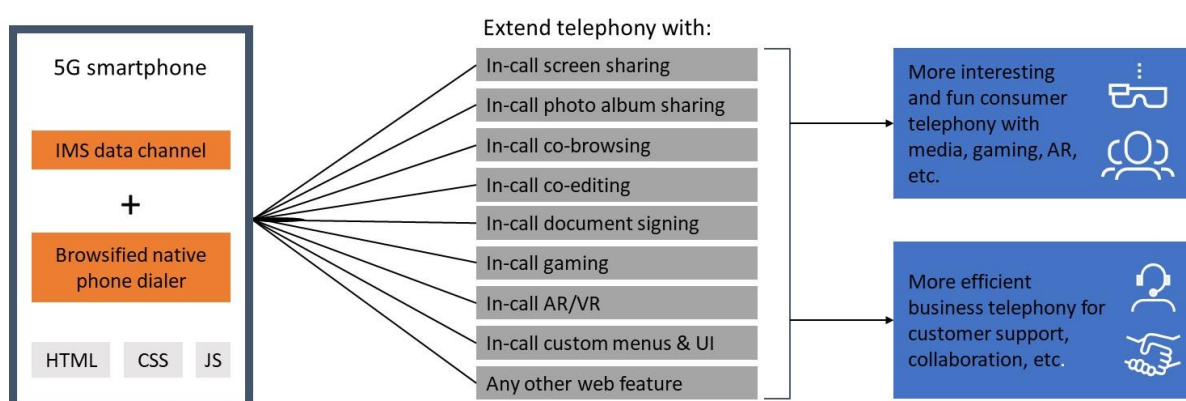 5G smartphone
IMS data channel
+
Browsified native
phone dialer
HTML
CSS
JS
Extend telephony with:
In-call screen sharing
In-call photo album sharing
In-call co-browsing
In-call co-editing
In-call document signing
In-call gaming
In-call AR/VR
In-call custom menus & UI
Any other web feature
More interesting
and fun consumer
telephony with
media, gaming, AR,
etc.
More efficient
business telephony for
customer support,
collaboration, etc.